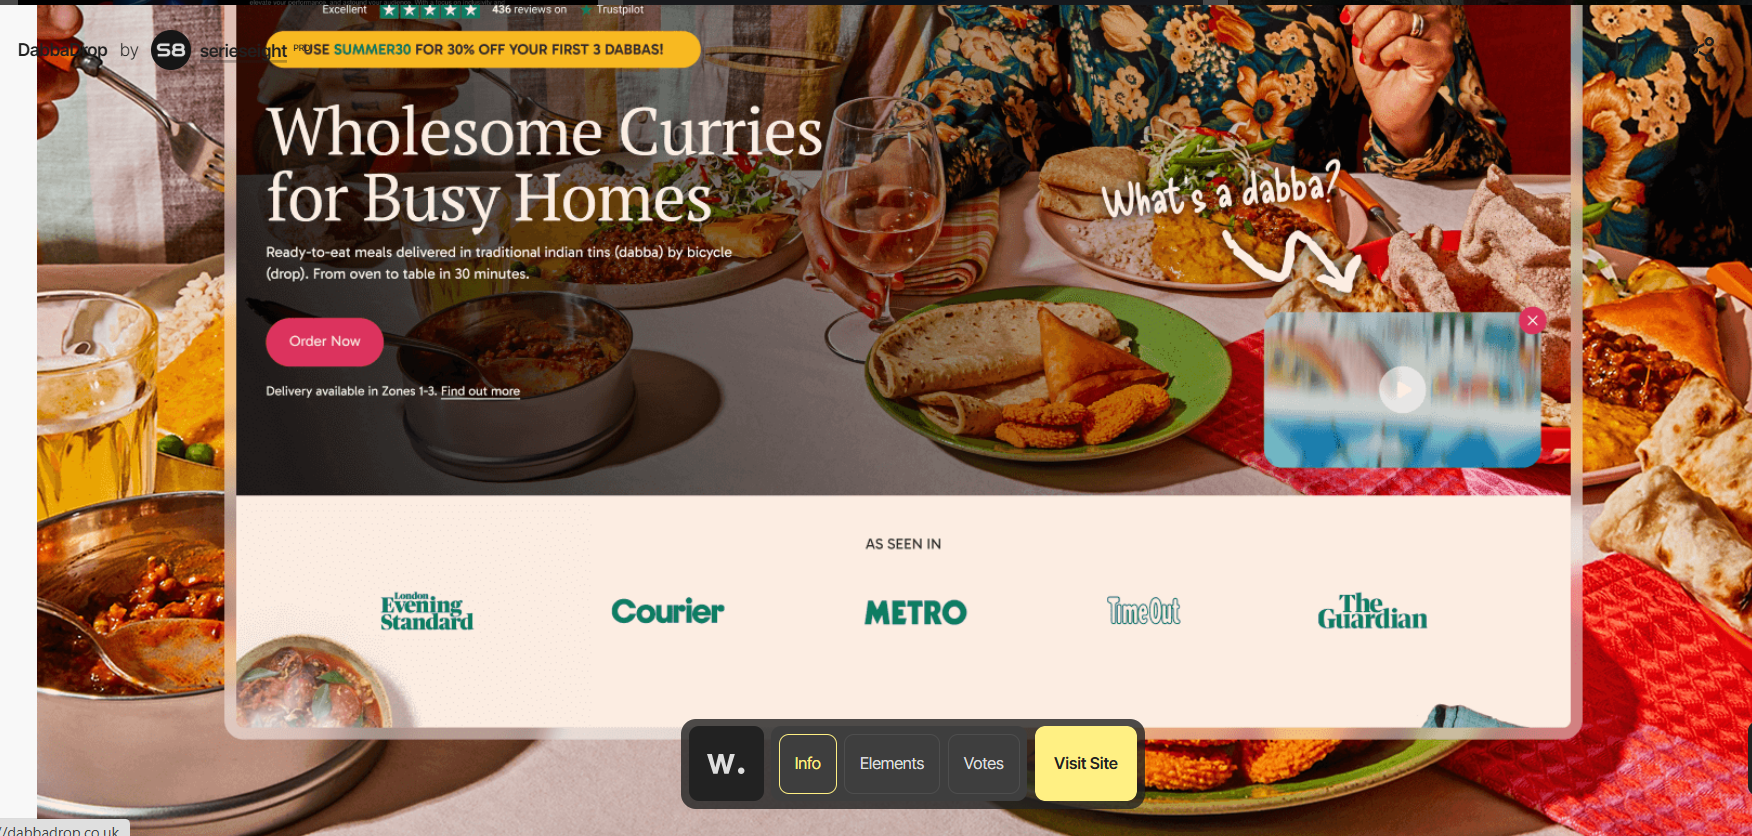 Excellent
436 reviews on
Trustpilot
DabbaDrop by S8 serieseight PRO
USE SUMMER30 FOR 30% OFF YOUR FIRST 3 DABBAS!
Wholesome Curries
for Busy Homes
What's a dabba?
Ready-to-eat meals delivered in traditional indian tins (dabba) by bicycle
(drop). From oven to table in 30 minutes.
Order Now
Delivery available in Zones 1-3. Find out more
AS SEEN IN
London
Evening
Standard
Courier
METRO
TimeOut
The
Guardian
W.
Info
Elements
Votes
Visit Site
//dabbadrop.co.uk